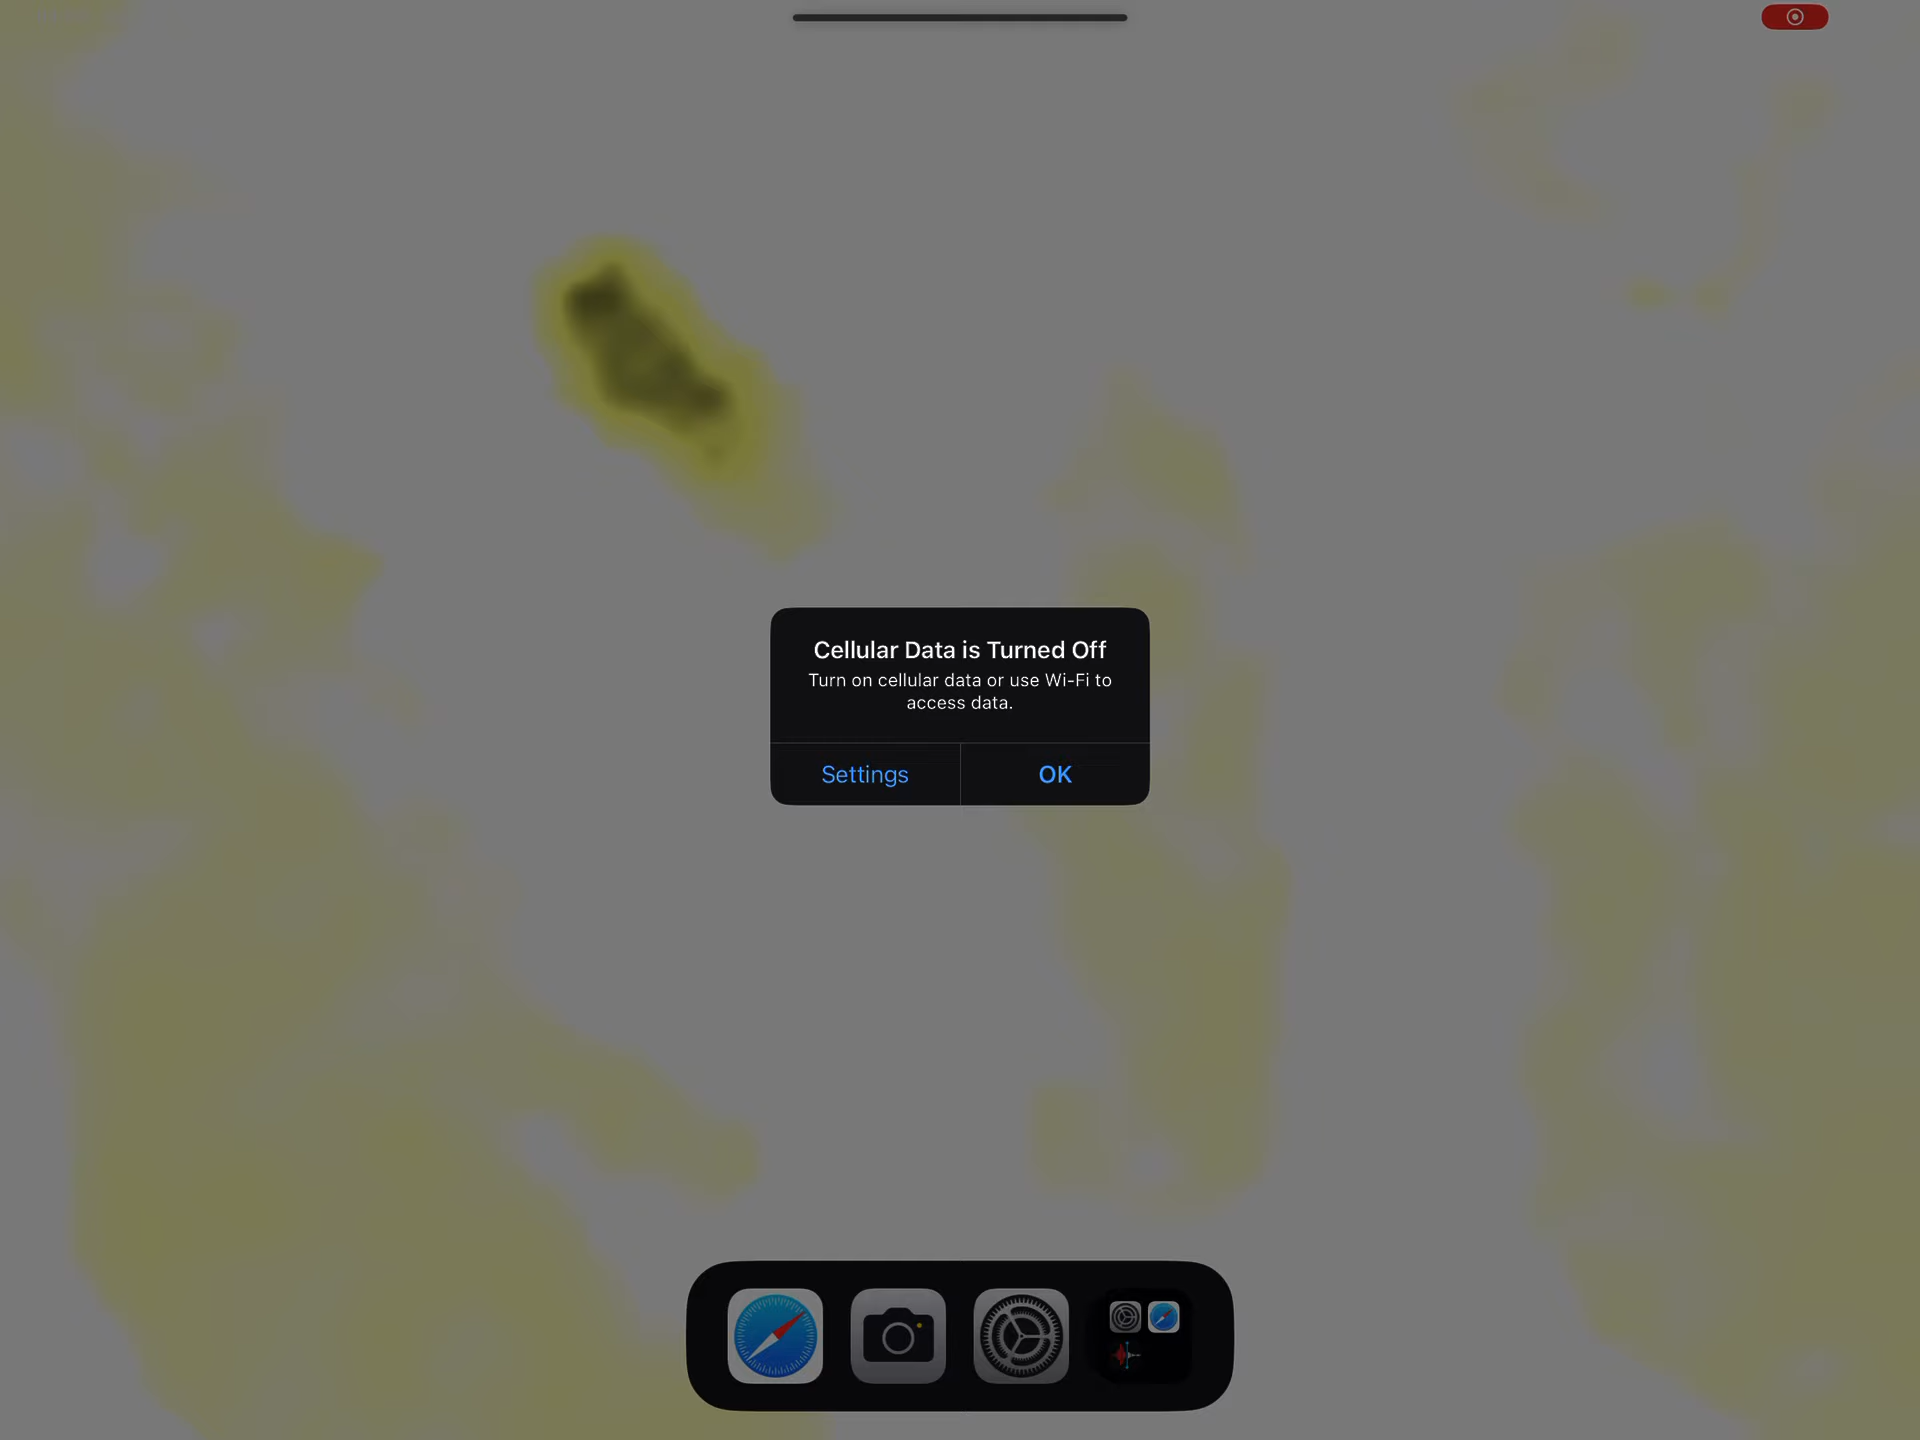 Cellular Data is Turned Off
Turn on cellular data or use Wi-Fi to
access data.
Settings
OK